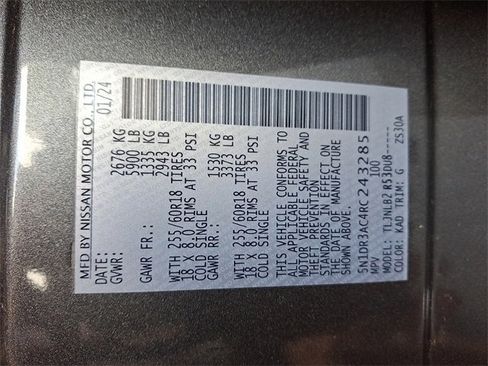 MFD BY NISSAN MOTOR CO., LTD.
01/24
GVWR: 2676 KG
5900 LB
GAWR FR.: 1335 KG
2943 LB
WITH 255/60R18 TIRES
18 X 8.0 RIMS AT 33 PSI
COLD SINGLE
GAWR RR.: 1530 KG
3373 LB
WITH 255/60R18 TIRES
18 X 8.0 RIMS AT 33 PSI
COLD SINGLE
THIS VEHICLE CONFORMS TO
ALL APPLICABLE FEDERAL
MOTOR VEHICLE SAFETY AND
THEFT PREVENTION
STANDARDS IN EFFECT ON
THE DATE OF MANUFACTURE
SHOWN ABOVE.
5N1DR3AC4RC243285
MPV 100
MODEL: TLJNLB2 R53DU8------
COLOR: KAD TRIM: G Z530A